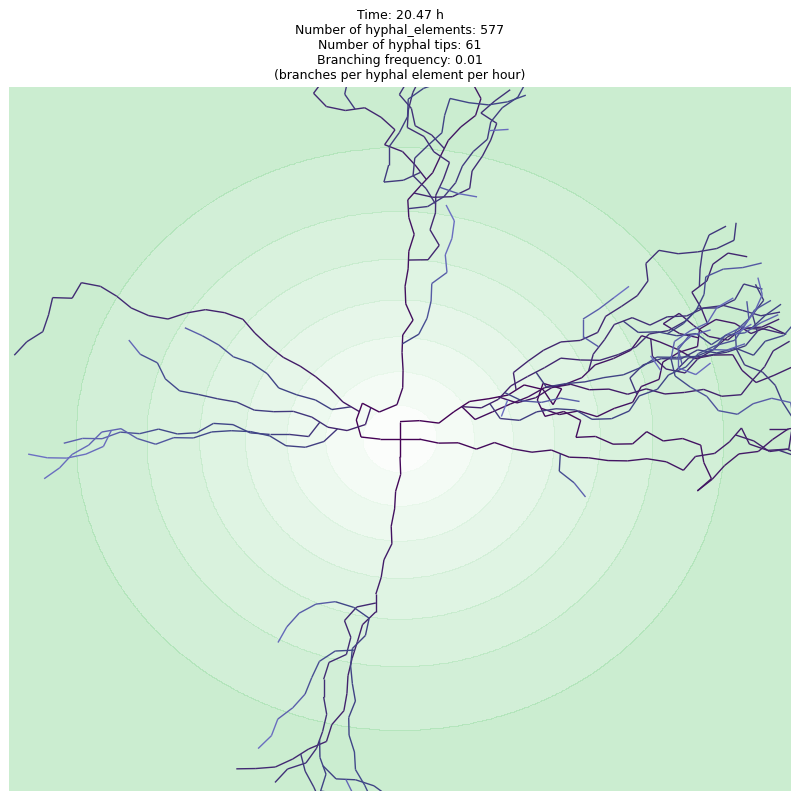 Time: 20.47 h
Number of hyphal_elements: 577
Number of hyphal tips: 61
Branching frequency: 0.01
(branches per hyphal element per hour)